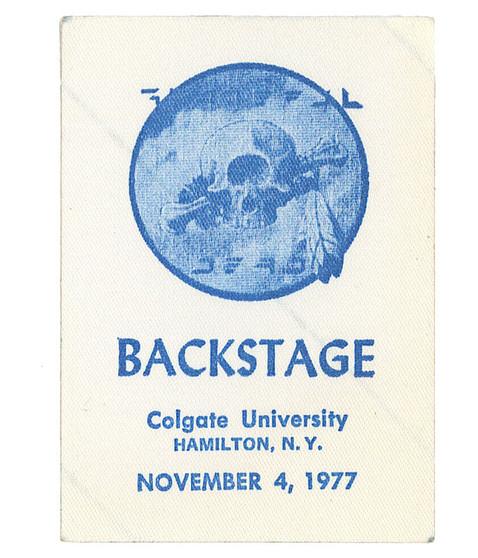 BACKSTAGE
Colgate University
HAMILTON, N.Y.
NOVEMBER 4, 1977